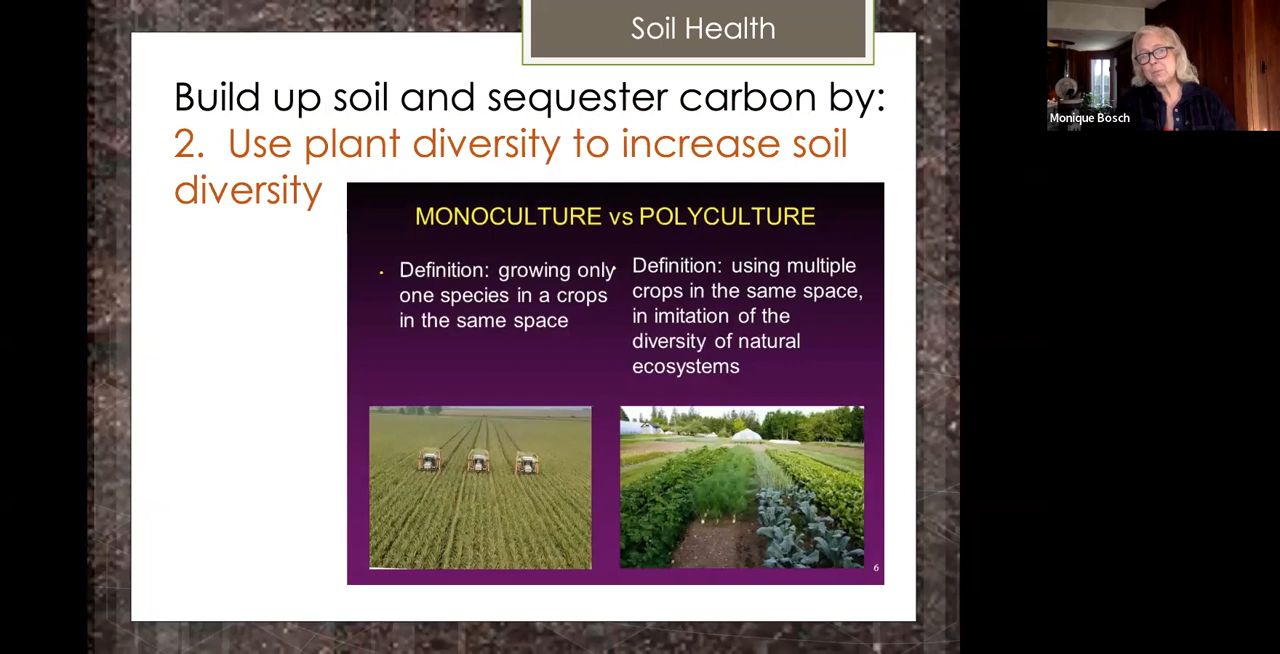 Soil Health
Build up soil and sequester carbon by:
2. Use plant diversity to increase soil
diversity
MONOCULTURE vs POLYCULTURE
• Definition: growing only
one species in a crops
in the same space
• Definition: using multiple
crops in the same space,
in imitation of the
diversity of natural
ecosystems
6
Monique Bosch